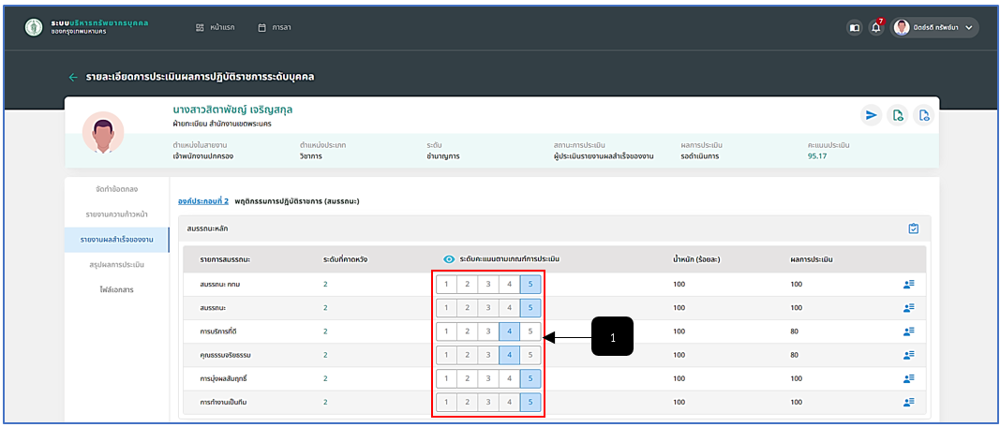 ระบบบริหารทรัพยากรบุคคล
ของกรุงเทพมหานคร
หน้าแรก
การลา
7
ปิตย์รดี ทรัพย์มา
รายละเอียดการประเมินผลการปฏิบัติราชการระดับบุคคล
นางสาวสิตาพัชญ์ เจริญสกุล
ฝ่ายทะเบียน สำนักงานเขตพระนคร
ตำแหน่งในสายงาน ตำแหน่งประเภท ระดับ สถานะการประเมิน ผลการประเมิน คะแนนประเมิน
เจ้าพนักงานปกครอง วิชาการ ชำนาญการ ผู้ประเมินรายงานผลสำเร็จของงาน รอดำเนินการ 95.17
จัดทำข้อตกลง
รายงานความก้าวหน้า
รายงานผลสำเร็จของงาน
สรุปผลการประเมิน
ไฟล์เอกสาร
องค์ประกอบที่ 2 พฤติกรรมการปฏิบัติราชการ (สมรรถนะ)
สมรรถนะหลัก
รายการสมรรถนะ ระดับที่คาดหวัง ระดับคะแนนตามเกณฑ์การประเมิน น้ำหนัก (ร้อยละ) ผลการประเมิน
สมรรถนะ กทม 2 1 2 3 4 5 100 100
สมรรถนะ 2 1 2 3 4 5 100 100
การบริการที่ดี 2 1 2 3 4 5 100 80
คุณธรรมจริยธรรม 2 1 2 3 4 5 100 80
การมุ่งผลสัมฤทธิ์ 2 1 2 3 4 5 100 100
การทำงานเป็นทีม 2 1 2 3 4 5 100 100
1